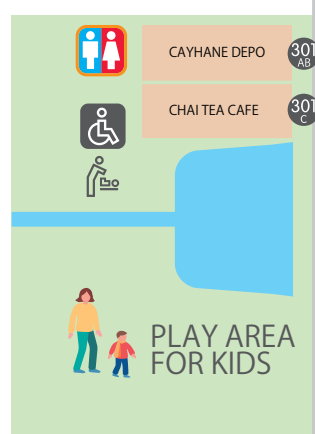 CAYHANE DEPO
301
AB
CHAI TEA CAFE
301
C
PLAY AREA
FOR KIDS